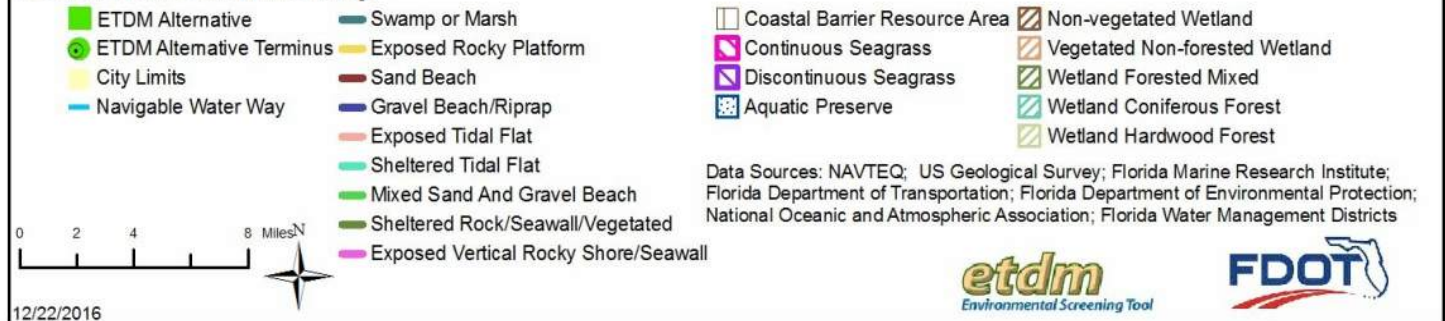 ETDM Alternative
ETDM Alternative Terminus
City Limits
Navigable Water Way
Swamp or Marsh
Exposed Rocky Platform
Sand Beach
Gravel Beach/Riprap
Exposed Tidal Flat
Sheltered Tidal Flat
Mixed Sand And Gravel Beach
Sheltered Rock/Seawall/Vegetated
Exposed Vertical Rocky Shore/Seawall
Coastal Barrier Resource Area
Continuous Seagrass
Discontinuous Seagrass
Aquatic Preserve
Non-vegetated Wetland
Vegetated Non-forested Wetland
Wetland Forested Mixed
Wetland Coniferous Forest
Wetland Hardwood Forest
Data Sources: NAVTEQ; US Geological Survey; Florida Marine Research Institute;
Florida Department of Transportation; Florida Department of Environmental Protection;
National Oceanic and Atmospheric Association; Florida Water Management Districts
0 2 4 8 Miles
N
12/22/2016
etdm
Environmental Screening Tool
FDOT